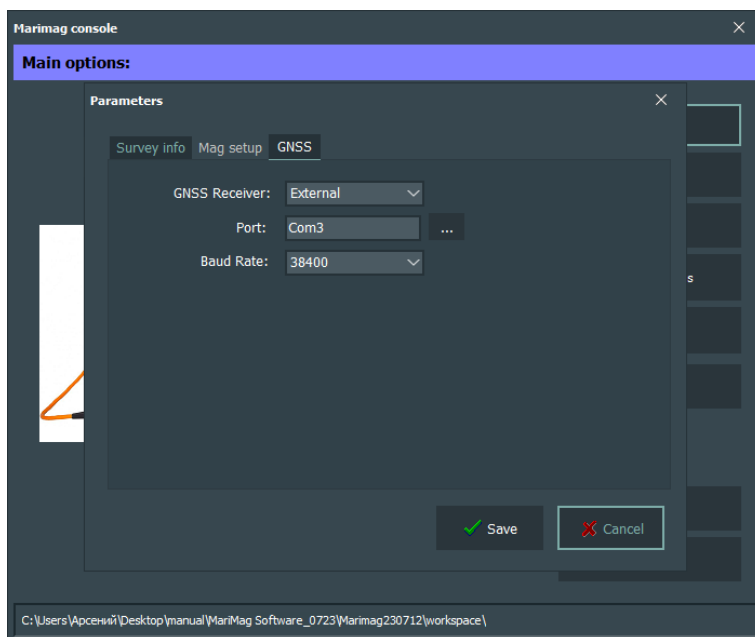 Marimag console
Main options:
Parameters
Survey info Mag setup GNSS
GNSS Receiver: External
Port: Com3 ...
Baud Rate: 38400
s
Save Cancel
C:\Users\Арсений\Desktop\manual\MariMag Software_0723\Marimag230712\workspace\